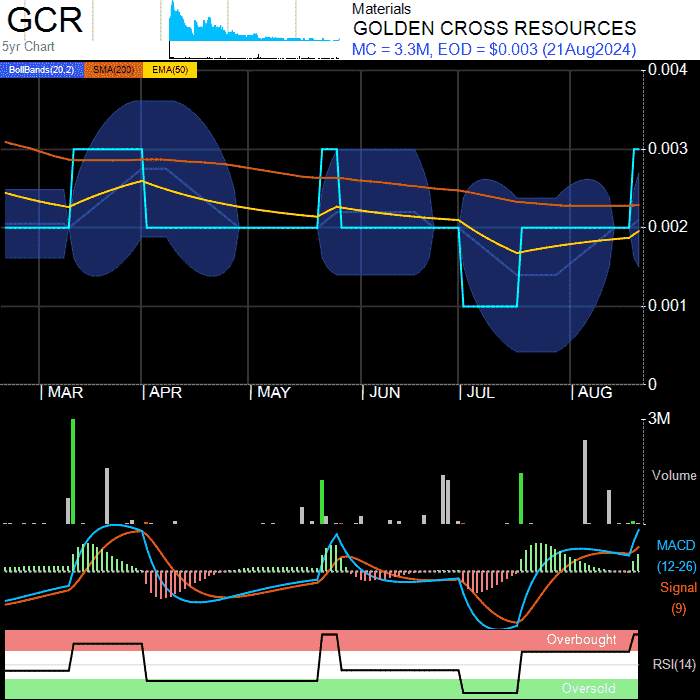 GCR
5yr Chart
Materials
GOLDEN CROSS RESOURCES
MC = 3.3M, EOD = $0.003 (21Aug2024)
BollBands(20,2) SMA(200) EMA(50)
0.004
0.003
0.002
0.001
0
MAR APR MAY JUN JUL AUG
3M
Volume
MACD
(12-26)
Signal
(9)
Overbought
RSI(14)
Oversold